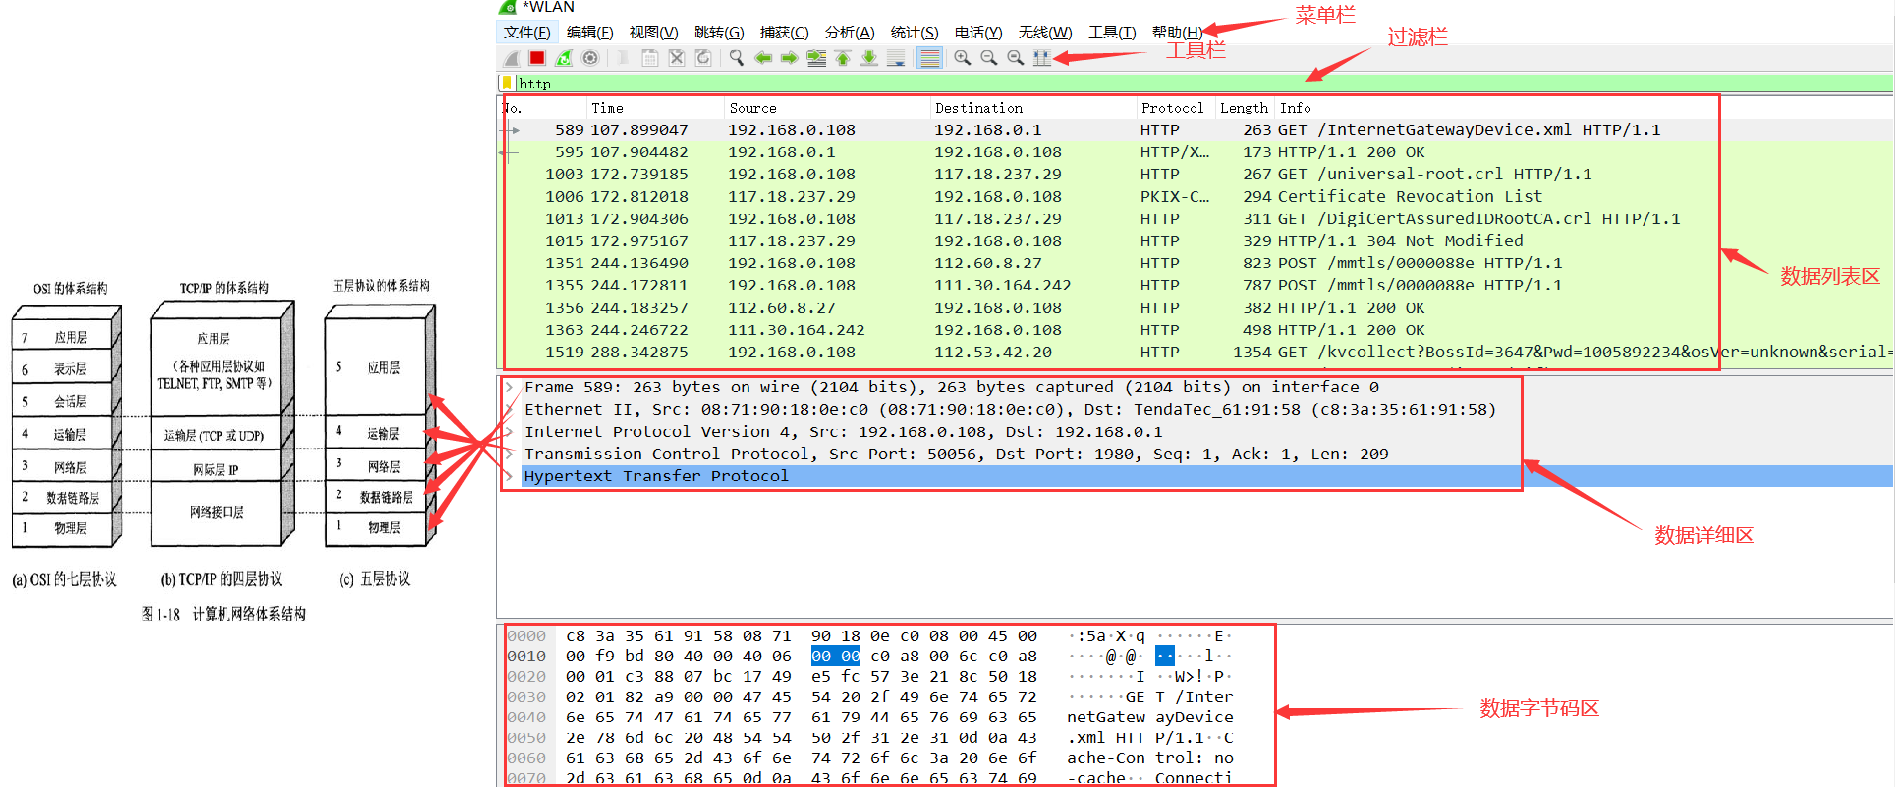 *WLAN
文件(F) 编辑(E) 视图(V) 跳转(G) 捕获(C) 分析(A) 统计(S) 电话(Y) 无线(W) 工具(T) 帮助(H)
菜单栏
工具栏
过滤栏
http
No. Time Source Destination Protocol Length Info
589 107.899047 192.168.0.108 192.168.0.1 HTTP 263 GET /InternetGatewayDevice.xml HTTP/1.1
595 107.904482 192.168.0.1 192.168.0.108 HTTP/X… 173 HTTP/1.1 200 OK
1003 172.739185 192.168.0.108 117.18.237.29 HTTP 267 GET /universal-root.crl HTTP/1.1
1006 172.812018 117.18.237.29 192.168.0.108 PKIX-C… 294 Certificate Revocation List
1013 172.904306 192.168.0.108 117.18.237.29 HTTP 311 GET /DigiCertAssuredIDRootCA.crl HTTP/1.1
1015 172.975167 117.18.237.29 192.168.0.108 HTTP 329 HTTP/1.1 304 Not Modified
1351 244.136490 192.168.0.108 112.60.8.27 HTTP 823 POST /mmtls/0000088e HTTP/1.1
1355 244.172811 192.168.0.108 111.30.164.242 HTTP 787 POST /mmtls/0000088e HTTP/1.1
1356 244.183257 112.60.8.27 192.168.0.108 HTTP 382 HTTP/1.1 200 OK
1363 244.246722 111.30.164.242 192.168.0.108 HTTP 498 HTTP/1.1 200 OK
1519 288.342875 192.168.0.108 112.53.42.20 HTTP 1354 GET /kvcollect?BossId=3647&Pwd=1005892234&osVer=unknown&serial=
数据列表区
Frame 589: 263 bytes on wire (2104 bits), 263 bytes captured (2104 bits) on interface 0
Ethernet II, Src: 08:71:90:18:0e:c0 (08:71:90:18:0e:c0), Dst: TendaTec_61:91:58 (c8:3a:35:61:91:58)
Internet Protocol Version 4, Src: 192.168.0.108, Dst: 192.168.0.1
Transmission Control Protocol, Src Port: 50056, Dst Port: 1980, Seq: 1, Ack: 1, Len: 209
Hypertext Transfer Protocol
数据详细区
0000 c8 3a 35 61 91 58 08 71 90 18 0e c0 08 00 45 00 ·:5a·X·q ······E·
0010 00 f9 bd 80 40 00 40 06 00 00 c0 a8 00 6c c0 a8 ····@·@· ·····l··
0020 00 01 c3 88 07 bc 17 49 e5 fc 57 3e 21 8c 50 18 ·······I ··W>!·P·
0030 02 01 82 a9 00 00 47 45 54 20 2f 49 6e 74 65 72 ······GE T /Inter
0040 6e 65 74 47 61 74 65 77 61 79 44 65 76 69 63 65 netGatew ayDevice
0050 2e 78 6d 6c 20 48 54 54 50 2f 31 2e 31 0d 0a 43 .xml HTT P/1.1··C
0060 61 63 68 65 2d 43 6f 6e 74 72 6f 6c 3a 20 6e 6f ache-Con trol: no
0070 2d 63 61 63 68 65 0d 0a 43 6f 6e 6e 65 63 74 69 -cache·· Connecti
数据字节码区
OSI 的体系结构
7 应用层
6 表示层
5 会话层
4 运输层
3 网络层
2 数据链路层
1 物理层
(a) OSI 的七层协议
TCP/IP 的体系结构
应用层
（各种应用层协议如
TELNET, FTP, SMTP 等）
运输层 (TCP 或 UDP)
网际层 IP
网络接口层
(b) TCP/IP 的四层协议
五层协议的体系结构
5 应用层
4 运输层
3 网络层
2 数据链路层
1 物理层
(c) 五层协议
图 1-18 计算机网络体系结构